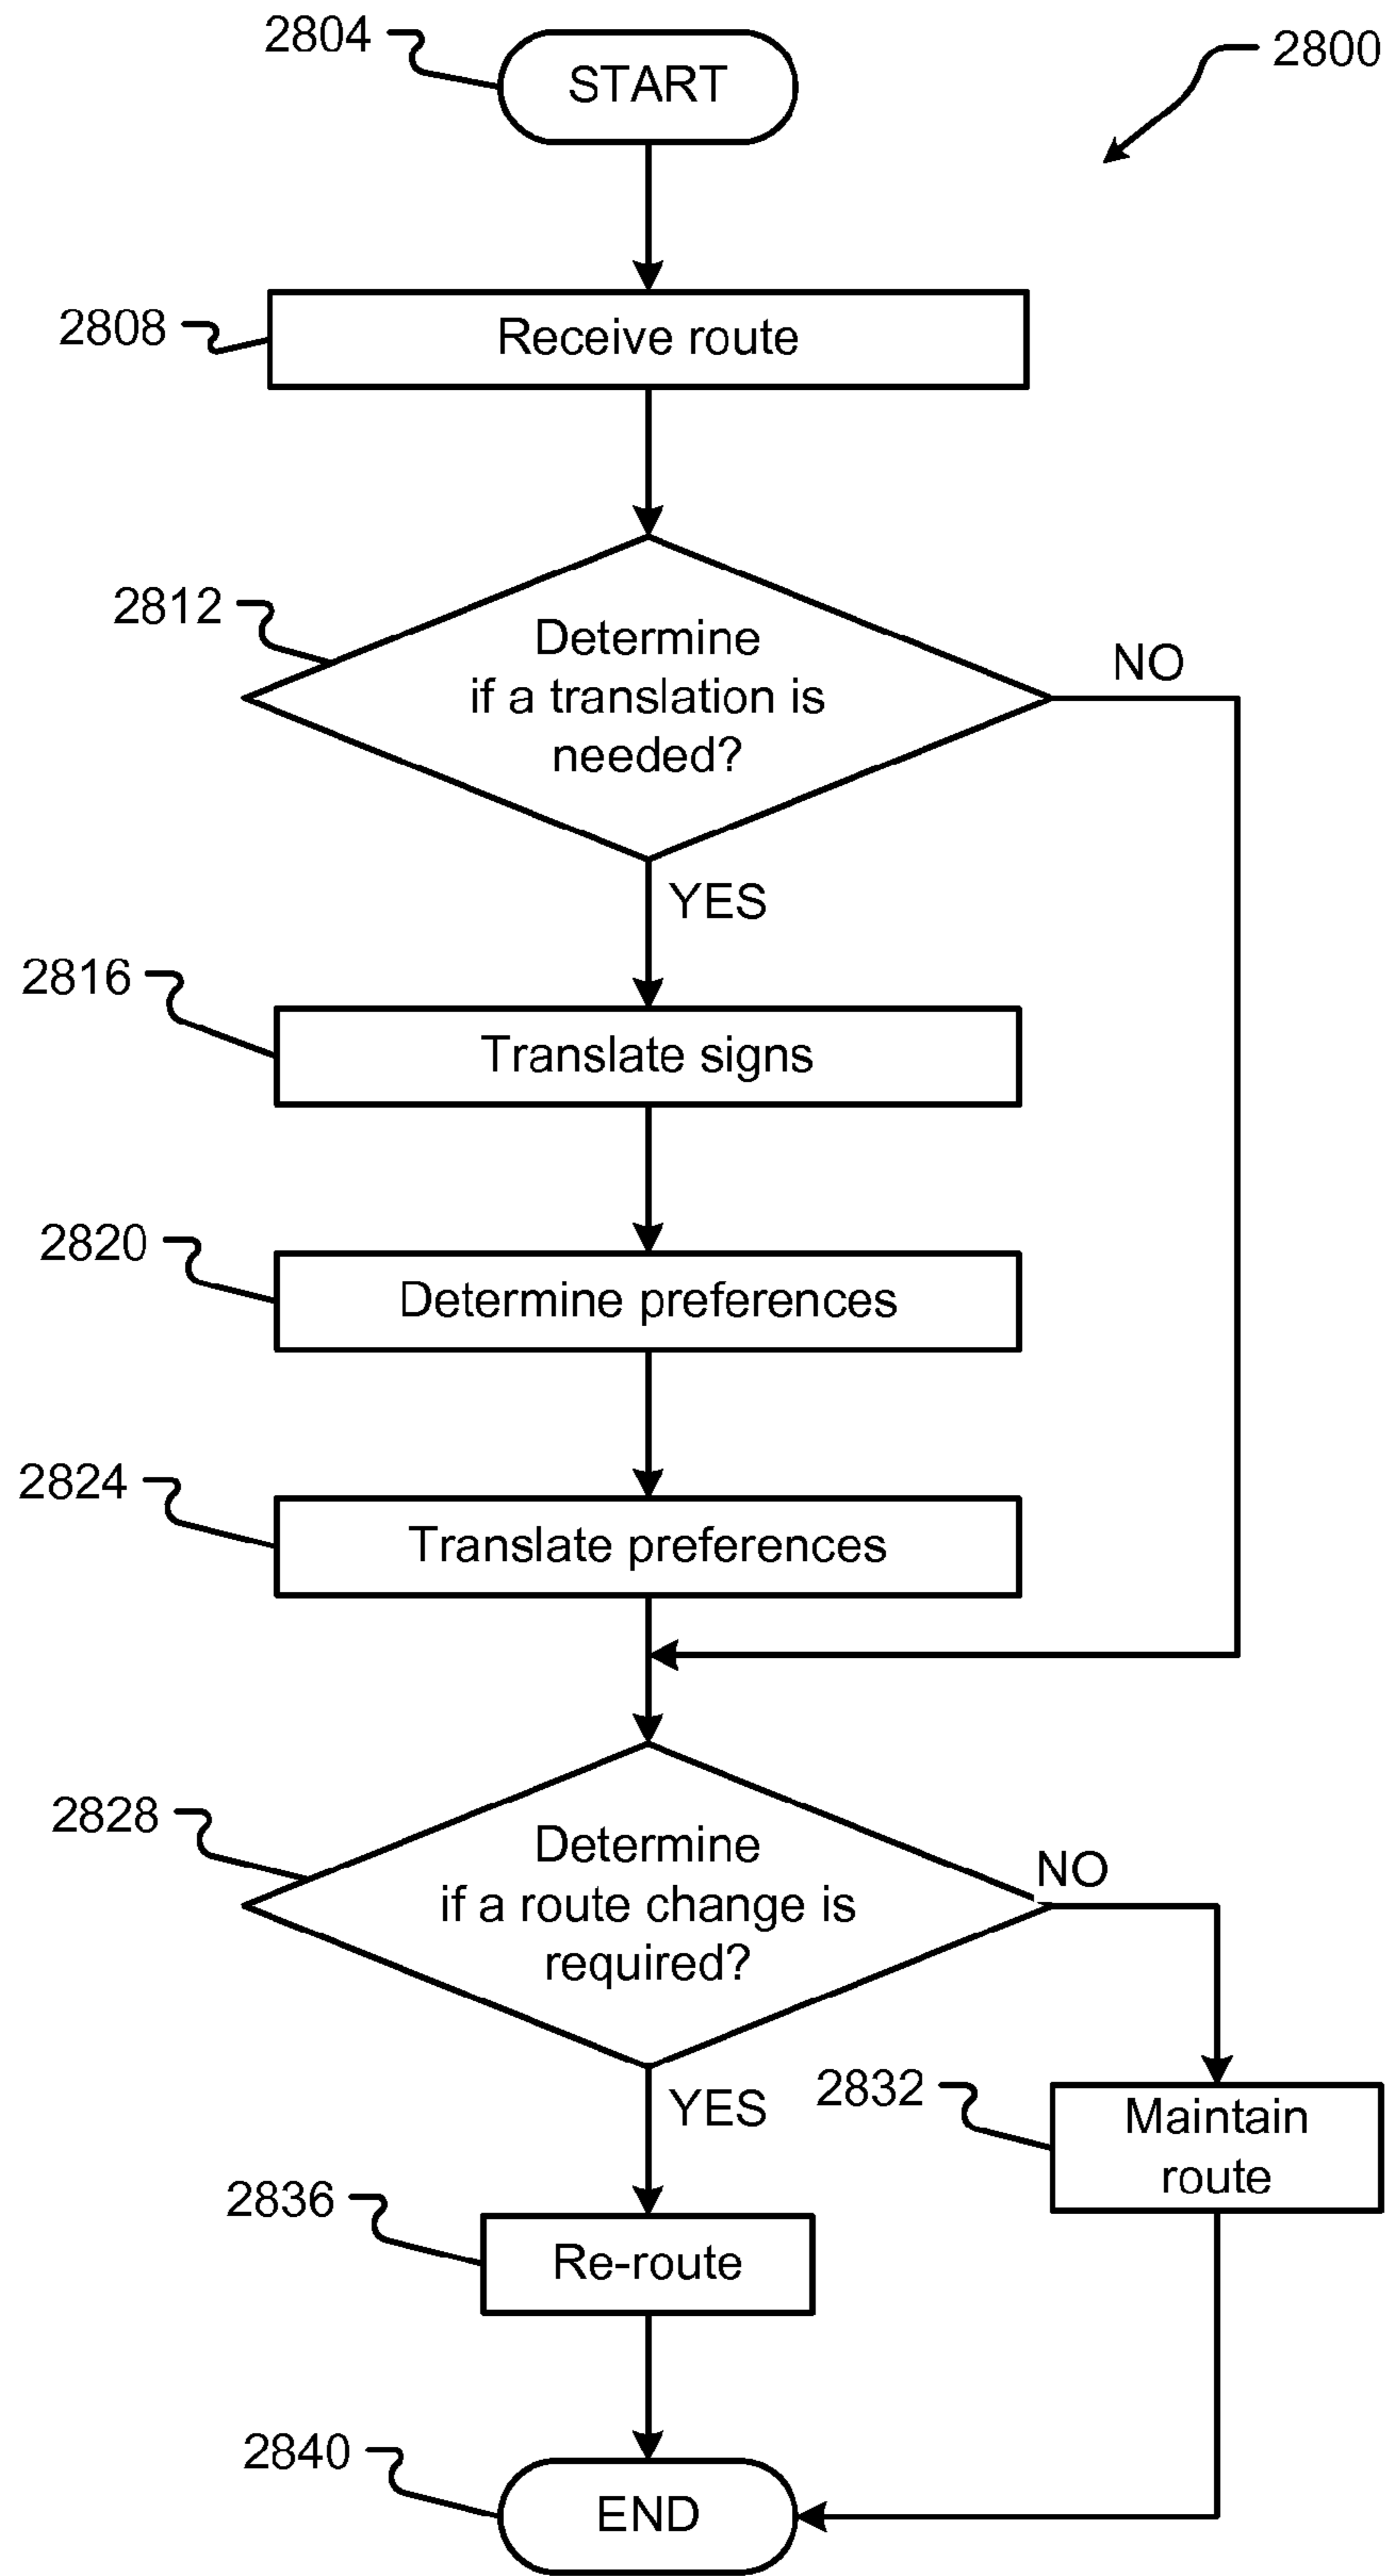 2804
START
2800
2808
Receive route
2812
Determine
if a translation is
needed?
NO
YES
2816
Translate signs
2820
Determine preferences
2824
Translate preferences
2828
Determine
if a route change is
required?
NO
YES
2832
Maintain
route
2836
Re-route
2840
END